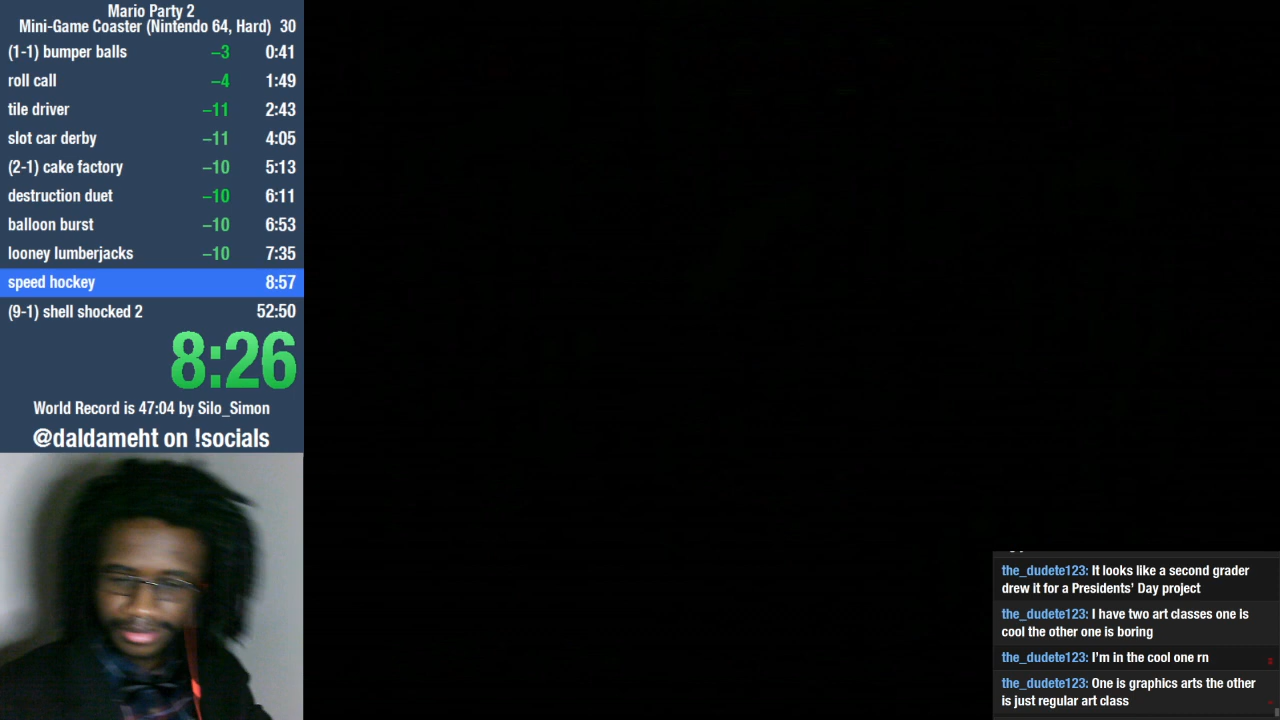 Mario Party 2
Mini-Game Coaster (Nintendo 64, Hard) 30
(1-1) bumper balls –3 0:41
roll call –4 1:49
tile driver –11 2:43
slot car derby –11 4:05
(2-1) cake factory –10 5:13
destruction duet –10 6:11
balloon burst –10 6:53
looney lumberjacks –10 7:35
speed hockey 8:57
(9-1) shell shocked 2 52:50
8:26
World Record is 47:04 by Silo_Simon
@daldameht on !socials
the_dudete123: It looks like a second grader
drew it for a Presidents' Day project
the_dudete123: I have two art classes one is
cool the other one is boring
the_dudete123: I'm in the cool one rn
the_dudete123: One is graphics arts the other
is just regular art class